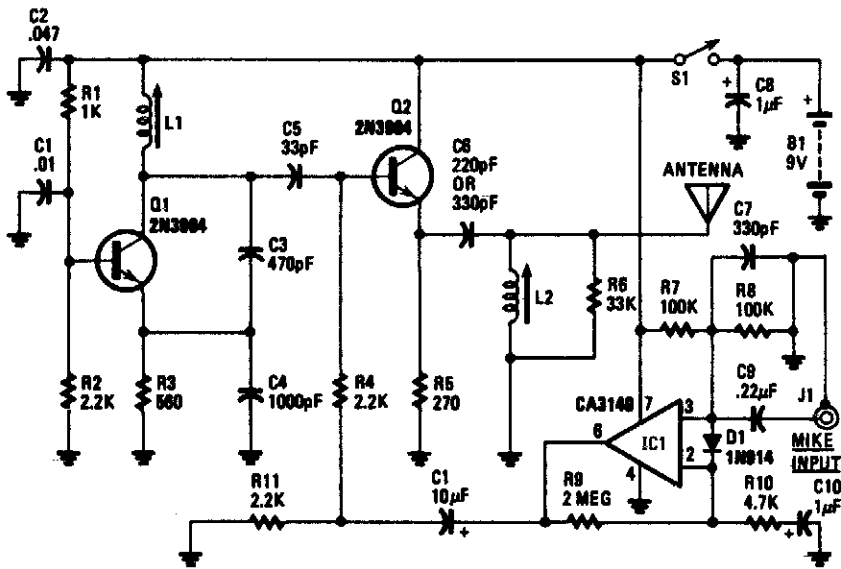 C2
.047
R1
1K
L1
C1
.01
Q1
2N3904
C5
33pF
Q2
2N3904
C6
220pF
OR
330pF
S1
+
C8
1µF
+
B1
9V
ANTENNA
C7
330pF
C3
470pF
L2
R6
33K
R7
100K
R8
100K
R2
2.2K
R3
560
C4
1000pF
R4
2.2K
R5
270
CA3140
7
3
6
IC1
2
4
C9
.22µF
J1
MIKE
INPUT
D1
1N914
R11
2.2K
C1
10µF
+
R9
2 MEG
R10
4.7K
+
C10
1µF